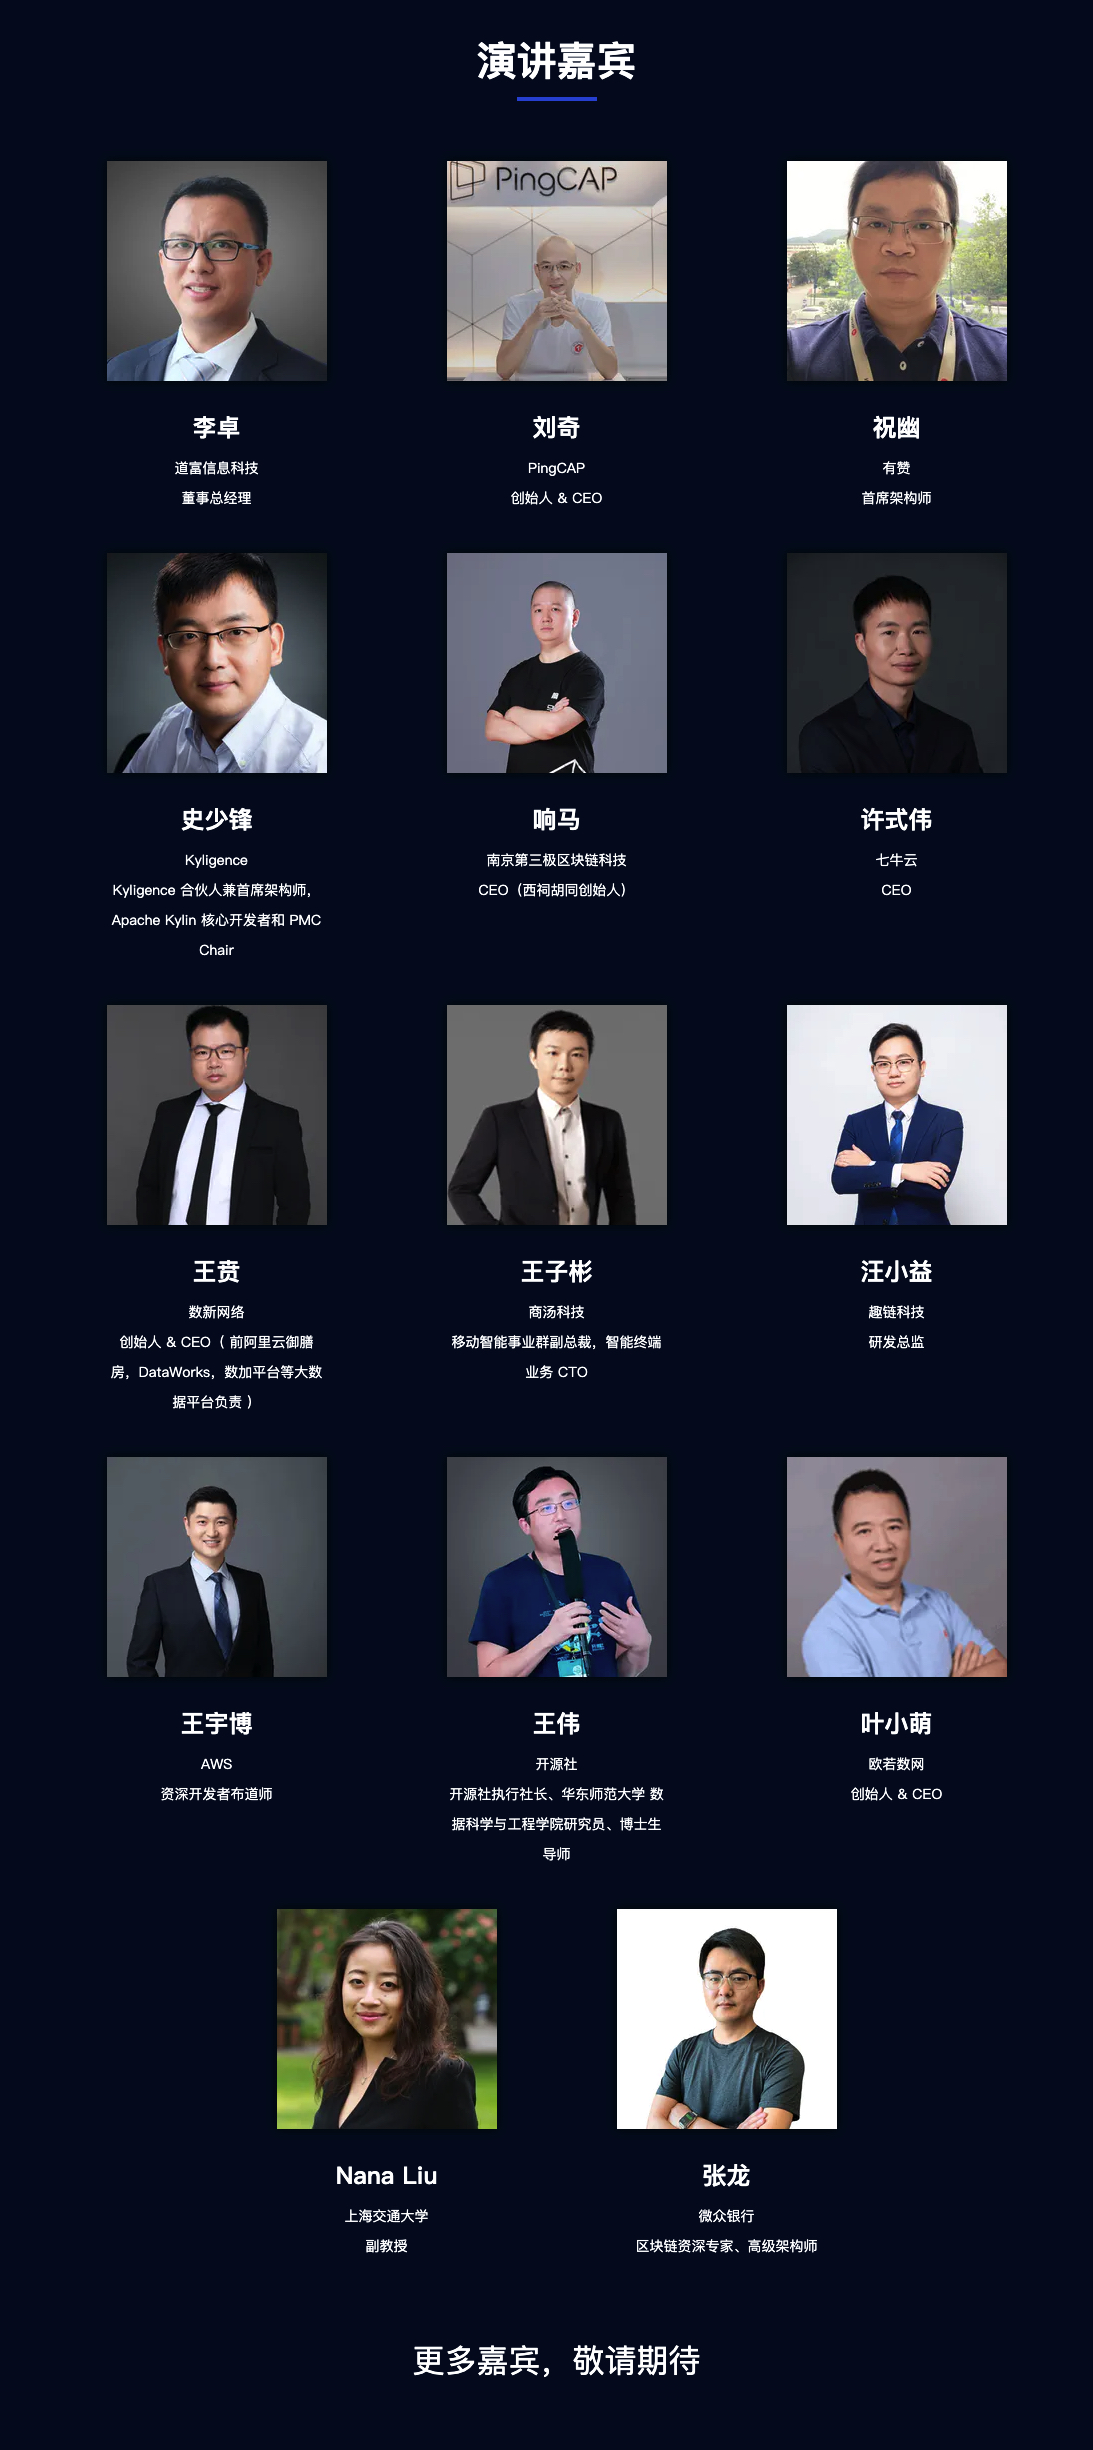 演讲嘉宾
PingCAP
李卓
道富信息科技
董事总经理
刘奇
PingCAP
创始人 & CEO
祝幽
有赞
首席架构师
史少锋
Kyligence
Kyligence 合伙人兼首席架构师，
Apache Kylin 核心开发者和 PMC
Chair
响马
南京第三极区块链科技
CEO（西祠胡同创始人）
许式伟
七牛云
CEO
王贲
数新网络
创始人 & CEO（ 前阿里云御膳
房，DataWorks，数加平台等大数
据平台负责 ）
王子彬
商汤科技
移动智能事业群副总裁，智能终端
业务 CTO
汪小益
趣链科技
研发总监
王宇博
AWS
资深开发者布道师
王伟
开源社
开源社执行社长、华东师范大学 数
据科学与工程学院研究员、博士生
导师
叶小萌
欧若数网
创始人 & CEO
Nana Liu
上海交通大学
副教授
张龙
微众银行
区块链资深专家、高级架构师
更多嘉宾，敬请期待